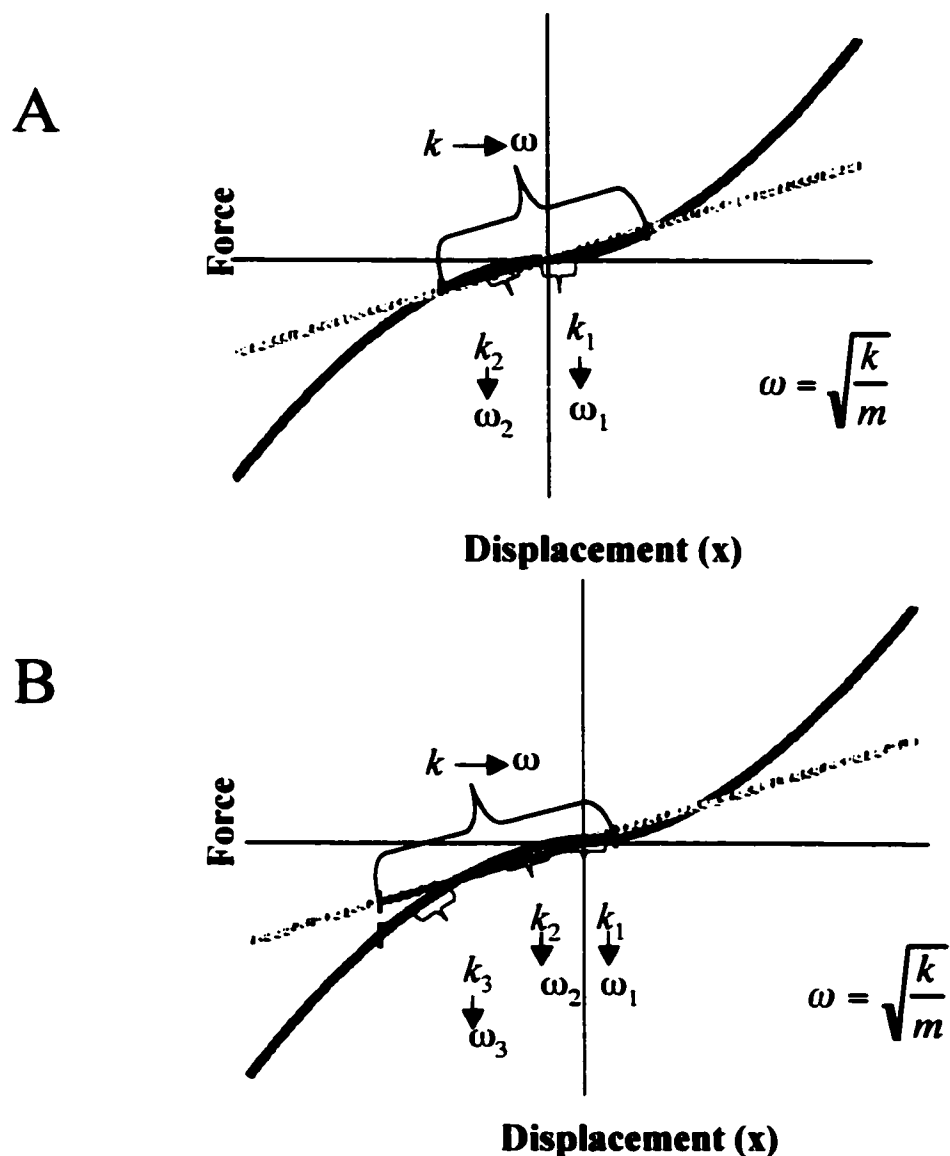 A
k → ω
Force
k₂
k₁
ω₂
ω₁
ω = √(k/m)
Displacement (x)
B
k → ω
Force
k₂
k₁
k₃
ω₂
ω₁
ω₃
ω = √(k/m)
Displacement (x)